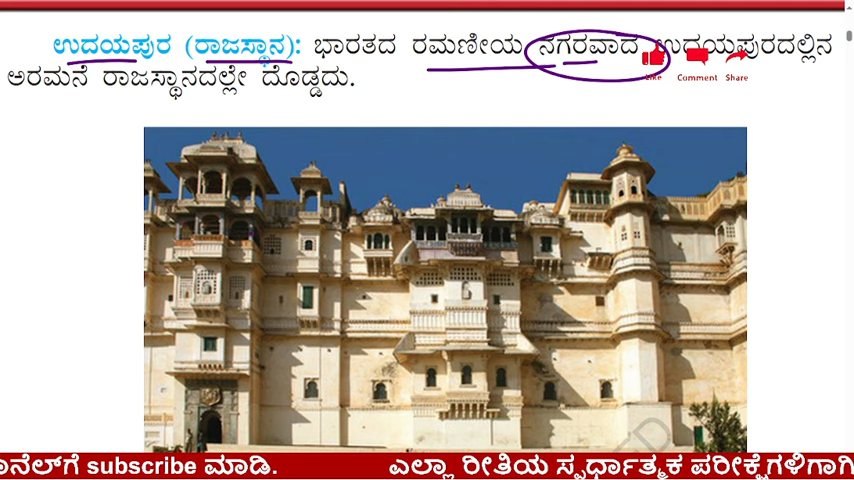 ಉದಯಪುರ (ರಾಜಸ್ಥಾನ): ಭಾರತದ ರಮಣೀಯ ನಗರವಾದ ಉದಯಪುರದಲ್ಲಿನ
ಅರಮನೆ ರಾಜಸ್ಥಾನದಲ್ಲೇ ದೊಡ್ಡದು.
Like Comment Share
ಾನೆಲ್‌ಗೆ subscribe ಮಾಡಿ. ಎಲ್ಲಾ ರೀತಿಯ ಸ್ಪರ್ಧಾತ್ಮಕ ಪರೀಕ್ಷೆಗಳಿಗಾಗಿ